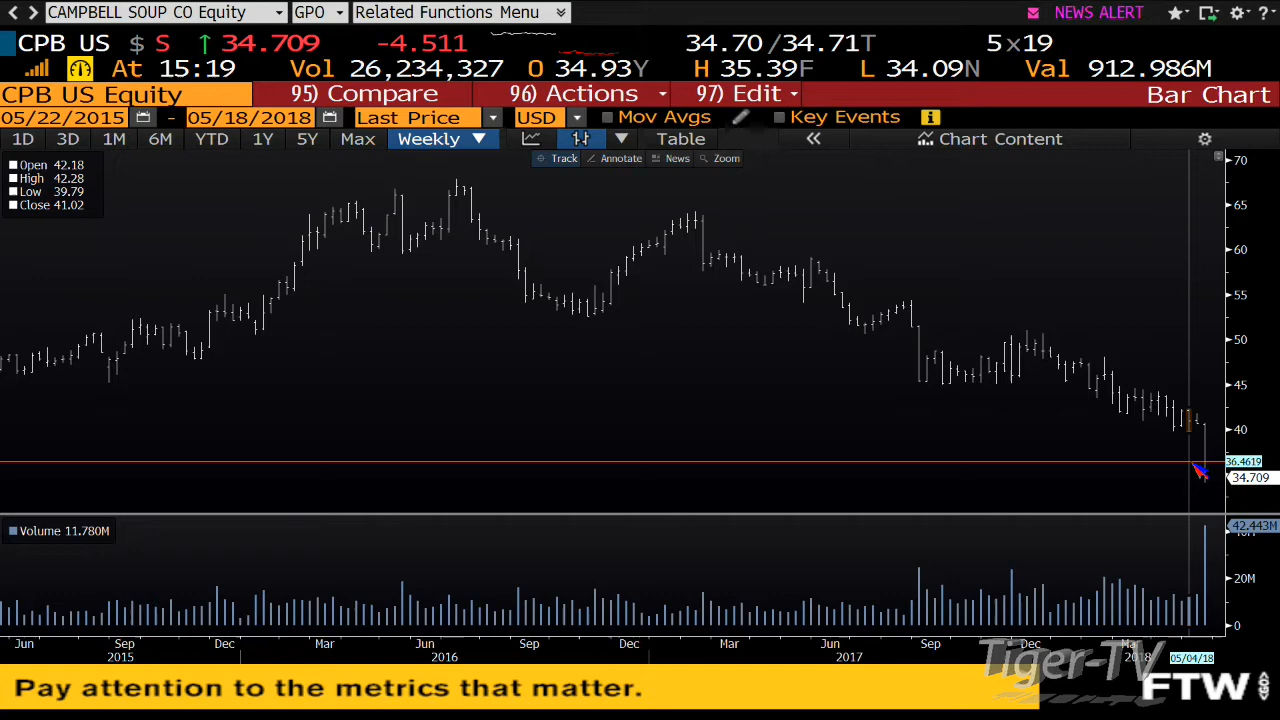 CAMPBELL SOUP CO Equity GPO Related Functions Menu NEWS ALERT ?
CPB US $ S ↑ 34.709 -4.511 34.70/34.71T 5x19
At 15:19 Vol 26,234,327 O 34.93Y H 35.39F L 34.09N Val 912.986M
CPB US Equity 95) Compare 96) Actions 97) Edit Bar Chart
05/22/2015 - 05/18/2018 Last Price USD Mov Avgs Key Events i
1D 3D 1M 6M YTD 1Y 5Y Max Weekly ▼ Table « Chart Content
Track Annotate News Zoom
Open 42.18
High 42.28
Low 39.79
Close 41.02
70
65
60
55
50
45
40
36.4619
34.709
Volume 11.780M
42.443M
20M
0
Jun Sep Dec Mar Jun Sep Dec Mar Jun Sep Dec Mar
2015 2016 2017 2018 05/04/18
Tiger-TV
Pay attention to the metrics that matter.
FTW